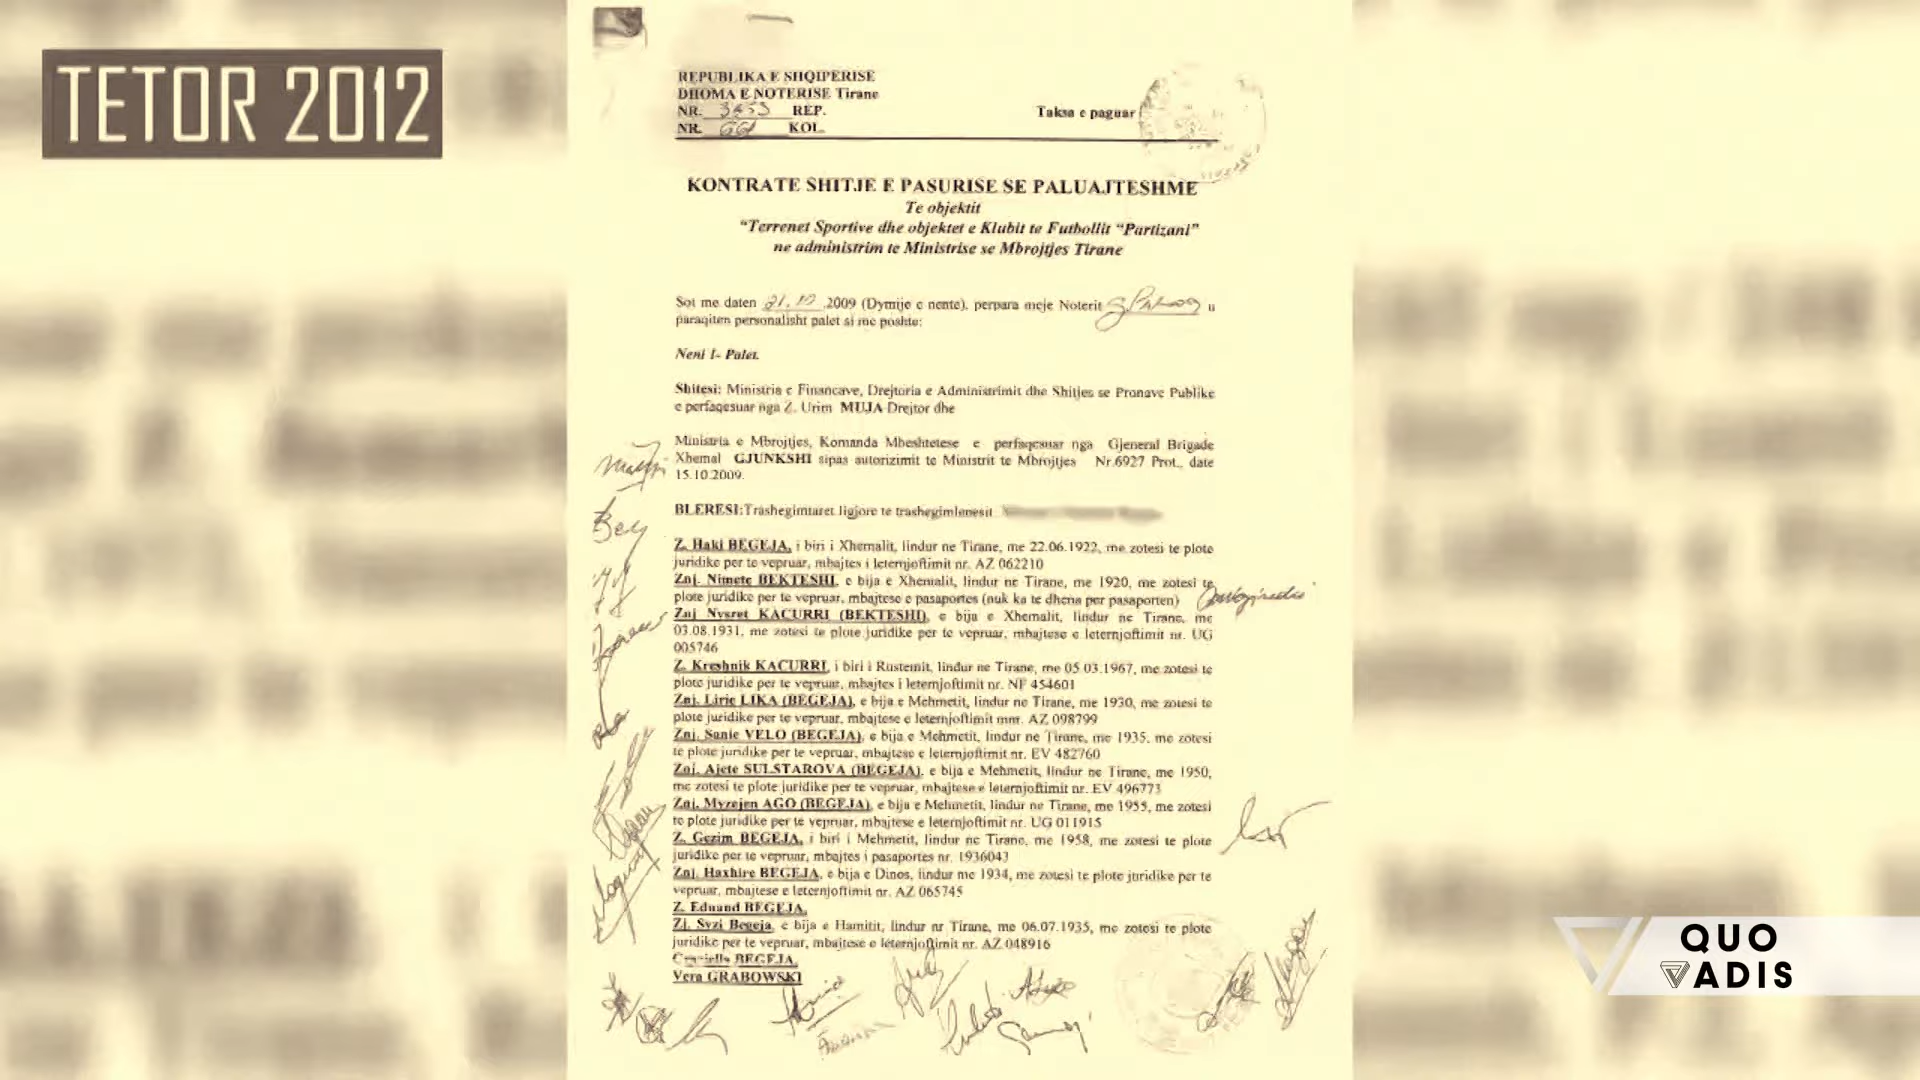 TETOR 2012
REPUBLIKA E SHQIPERISE
DHOMA E NOTERISE Tirane
NR. 3453 REP.
NR. 661 KOL.
Taksa e paguar
KONTRATE SHITJE E PASURISE SE PALUAJTESHME
Te objektit
“Terrenet Sportive dhe objektet e Klubit te Futbollit “Partizani”
ne administrim te Ministrise se Mbrojtjes Tirane
Sot me daten 21.10 2009 (Dymije e nente), perpara meje Noterit u
paraqiten personalisht palet si me poshte:
Neni I- Palet.
Shitesi: Ministria e Financave, Drejtoria e Administrimit dhe Shitjes se Pronave Publike
e perfaqesuar nga Z. Urim MUJA Drejtor dhe
Ministria e Mbrojtjes, Komanda Mbeshtetese e perfaqesuar nga Gjeneral Brigade
Xhemal GJUNKSHI sipas autorizimit te Ministrit te Mbrojtjes Nr.6927 Prot., date
15.10.2009.
BLERESI:Trashegimtaret ligjore te trashegimlenesit
Z. Haki BEGEJA, i biri i Xhemalit, lindur ne Tirane, me 22.06.1922, me zotesi te plote
juridike per te vepruar, mbajtes i leternjoftimit nr. AZ 062210
Znj. Nimete BEKTESHI, e bija e Xhemalit, lindur ne Tirane, me 1920, me zotesi te
plote juridike per te vepruar, mbajtese e pasaportes (nuk ka te dhena per pasaporten)
Znj Nysret KACURRI (BEKTESHI), e bija e Xhemalit, lindur ne Tirane, me
03.08.1931, me zotesi te plote juridike per te vepruar, mbajtese e leternjoftimit nr. UG
005746
Z. Kreshnik KACURRI, i biri i Rustemit, lindur ne Tirane, me 05 03.1967, me zotesi te
plote juridike per te vepruar, mbajtes i leternjoftimit nr. NF 454601
Znj. Lirie LIKA (BEGEJA), e bija e Mehmetit, lindur ne Tirane, me 1930, me zotesi te
plote juridike per te vepruar, mbajtese e leternjoftimit nnr. AZ 098799
Znj. Sanie VELO (BEGEJA), e bija e Mehmetit, lindur ne Tirane, me 1935, me zotesi
te plote juridike per te vepruar, mbajtese e leternjoftimit nr. EV 482760
Znj. Ajete SULSTAROVA (BEGEJA), e bija e Mehmetit, lindur ne Tirane, me 1950,
me zotesi te plote juridike per te vepruar, mbajtese e leternjoftimit nr. EV 496773
Znj. Myzejen AGO (BEGEJA), e bija e Mehmetit, lindur ne Tirane, me 1955, me zotesi
te plote juridike per te vepruar, mbajtese e leternjoftimit nr. UG 011915
Z. Gezim BEGEJA, i biri i Mehmetit, lindur ne Tirane, me 1958, me zotesi te plote
juridike per te vepruar, mbajtes i pasaportes nr. 1936043
Znj. Haxhire BEGEJA, e bija e Dinos, lindur me 1934, me zotesi te plote juridike per te
vepruar, mbajtese e leternjoftimit nr. AZ 065745
Z. Eduand BEGEJA,
Zj. Syzi Begeja, e bija e Hamitit, lindur nr Tirane, me 06.07.1935, me zotesi te plote
juridike per te vepruar, mbajtese e leternjoftimit nr. AZ 048916
BEGEJA,
Vera GRABOWSKI
QUO
VADIS